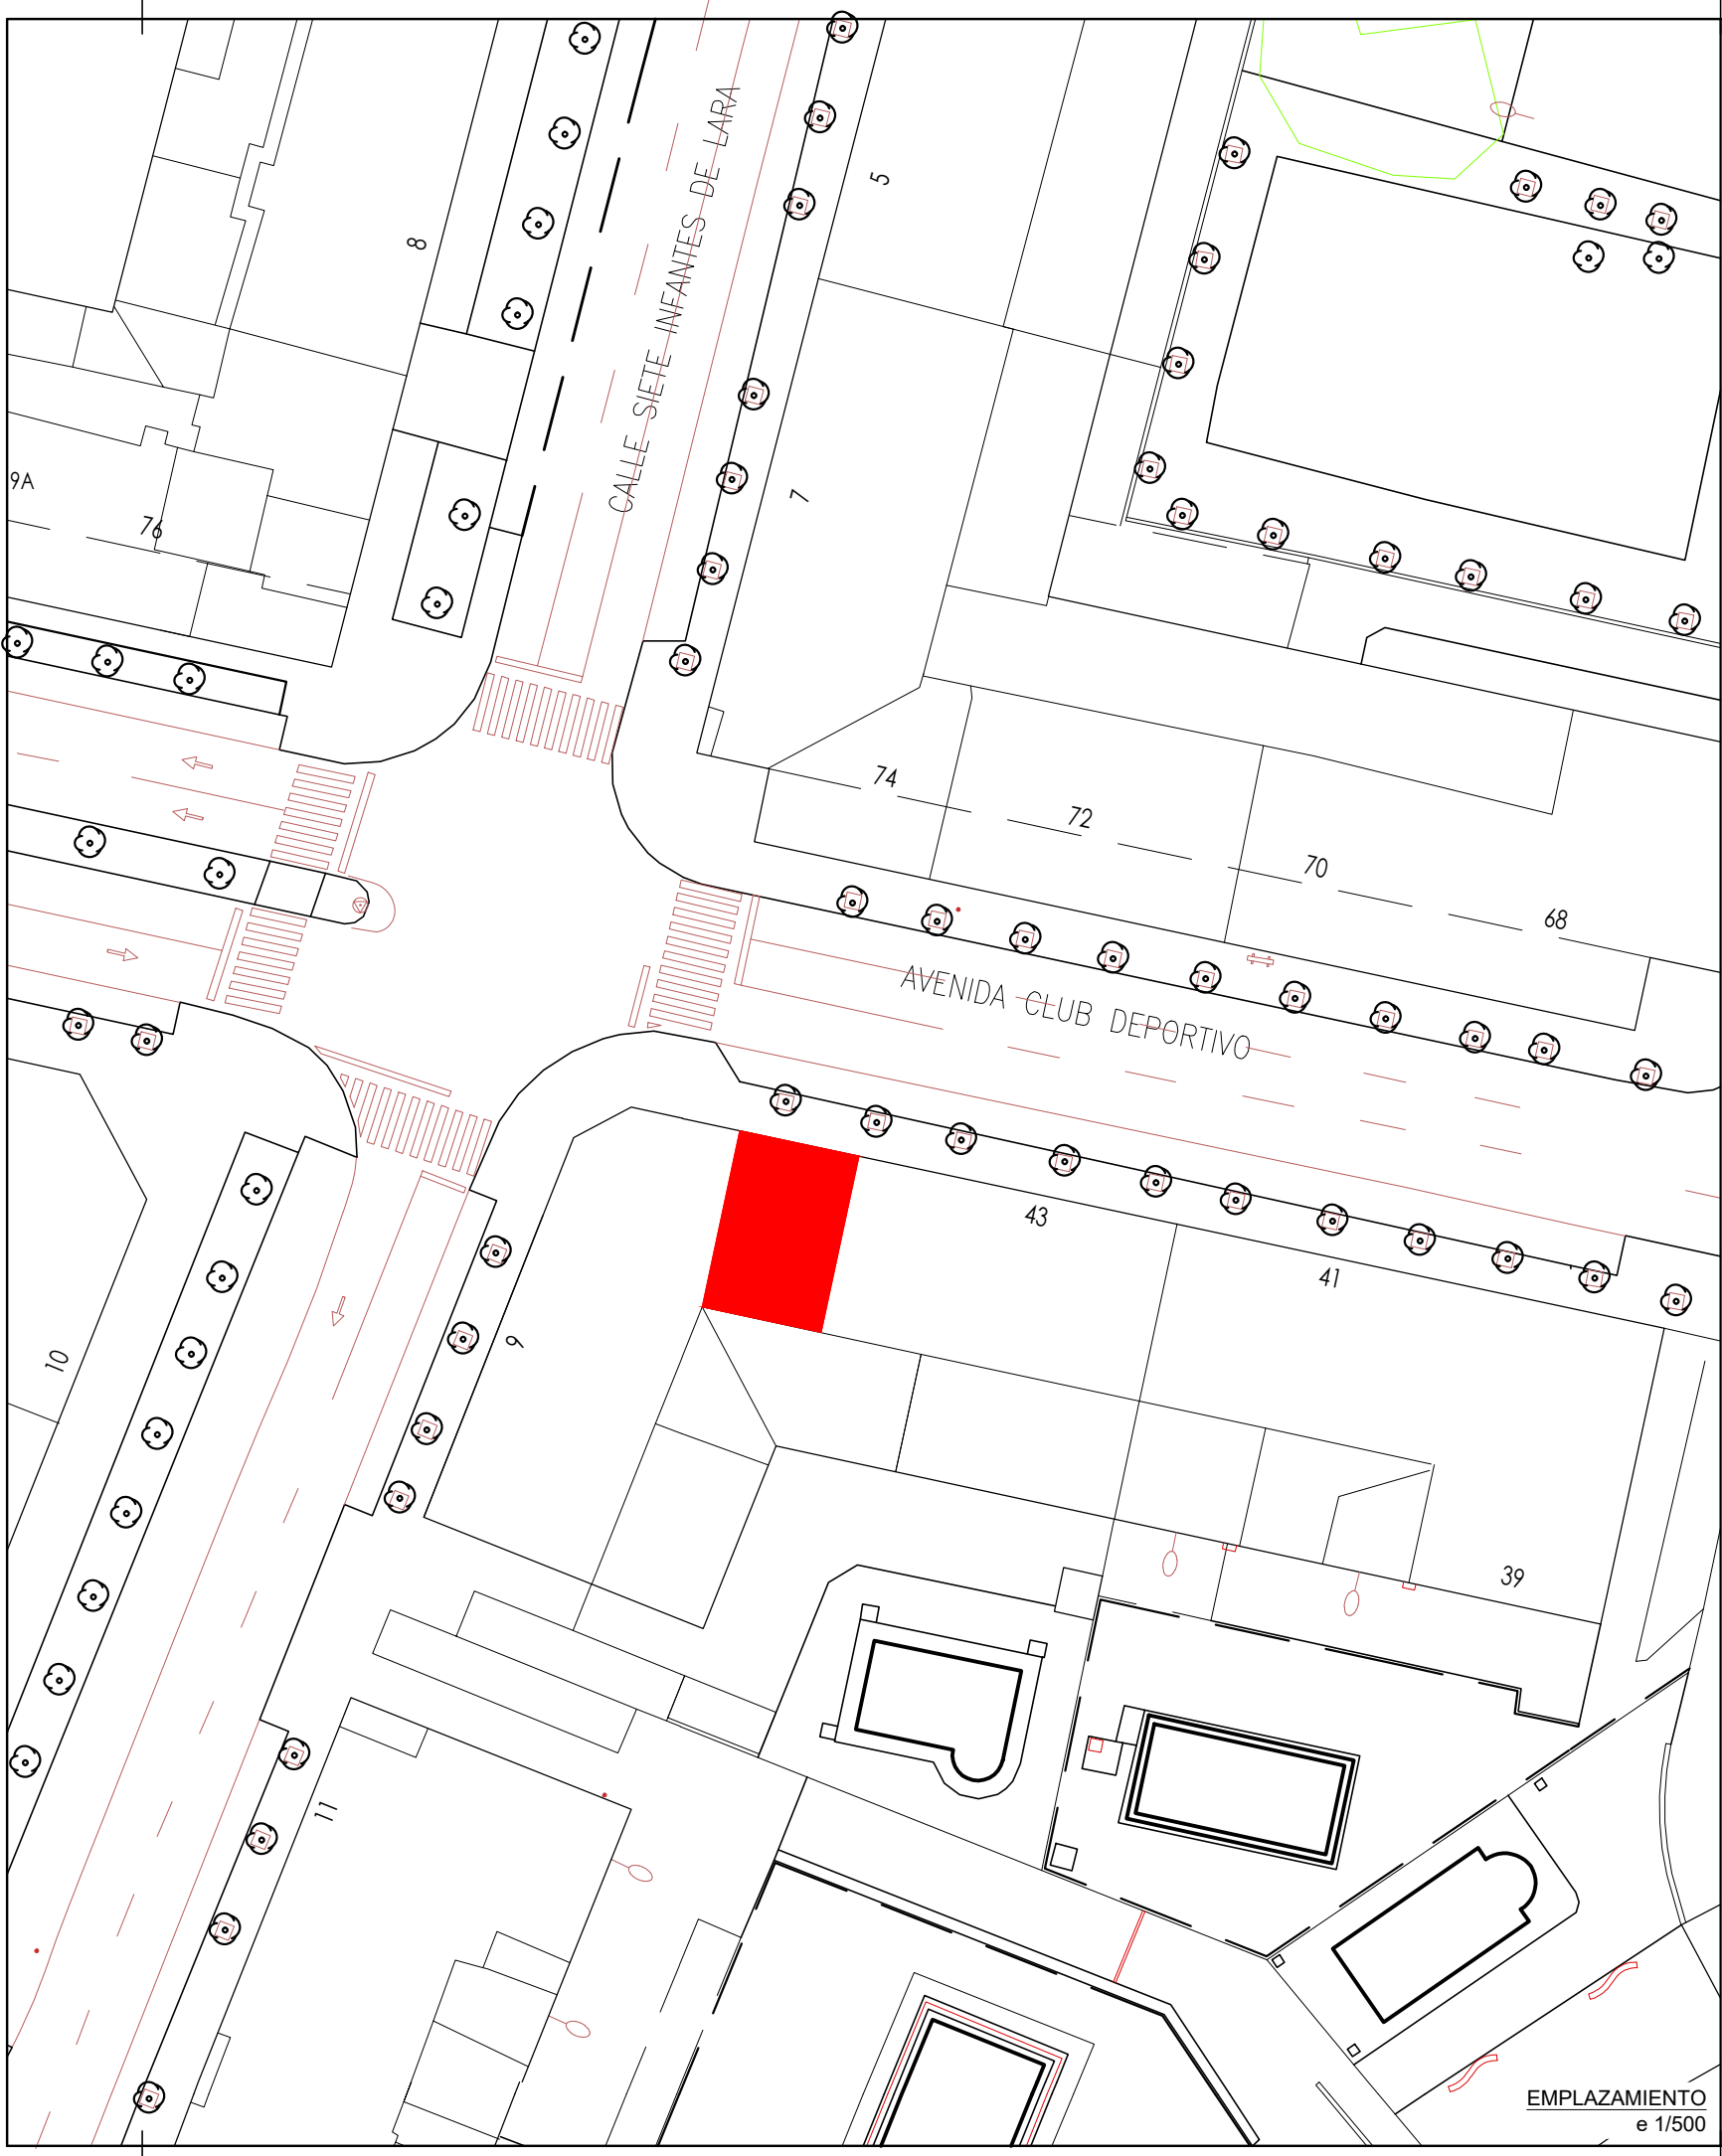 CALLE SIETE INFANTES DE LARA
5
8
7
9A
76
74
72
70
68
AVENIDA CLUB DEPORTIVO
43
41
9
10
39
11
EMPLAZAMIENTO
e 1/500